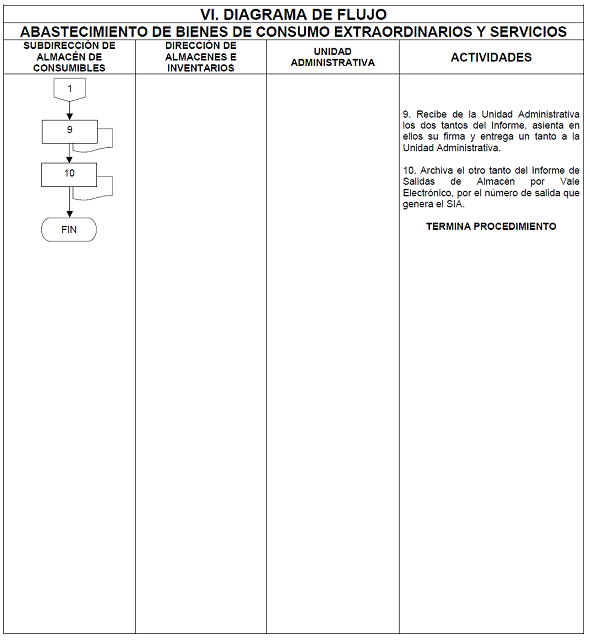 VI. DIAGRAMA DE FLUJO
ABASTECIMIENTO DE BIENES DE CONSUMO EXTRAORDINARIOS Y SERVICIOS
SUBDIRECCIÓN DE
ALMACÉN DE
CONSUMIBLES
DIRECCIÓN DE
ALMACENES E
INVENTARIOS
UNIDAD
ADMINISTRATIVA
ACTIVIDADES
1
9
10
FIN
9. Recibe de la Unidad Administrativa
los dos tantos del Informe, asienta en
ellos su firma y entrega un tanto a la
Unidad Administrativa.
10. Archiva el otro tanto del Informe de
Salidas de Almacén por Vale
Electrónico, por el número de salida que
genera el SIA.
TERMINA PROCEDIMIENTO